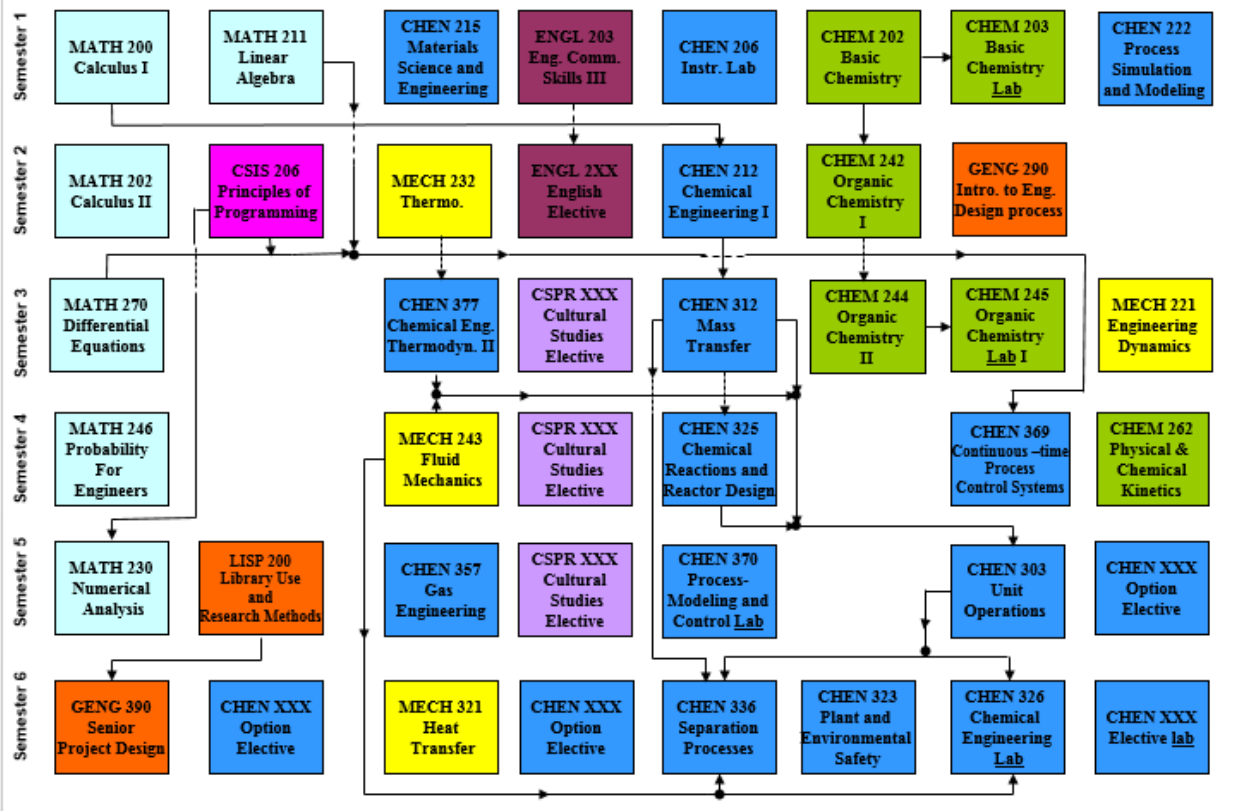 Semester 1
MATH 200
Calculus I
MATH 211
Linear
Algebra
CHEN 215
Materials
Science and
Engineering
ENGL 203
Eng. Comm.
Skills III
CHEN 206
Instr. Lab
CHEM 202
Basic
Chemistry
CHEM 203
Basic
Chemistry
Lab
CHEN 222
Process
Simulation
and Modeling
Semester 2
MATH 202
Calculus II
CSIS 206
Principles of
Programming
MECH 232
Thermo.
ENGL 2XX
English
Elective
CHEN 212
Chemical
Engineering I
CHEM 242
Organic
Chemistry
I
GENG 290
Intro. to Eng.
Design process
Semester 3
MATH 270
Differential
Equations
CHEN 377
Chemical Eng.
Thermodyn. II
CSPR XXX
Cultural
Studies
Elective
CHEN 312
Mass
Transfer
CHEM 244
Organic
Chemistry
II
CHEM 245
Organic
Chemistry
Lab I
MECH 221
Engineering
Dynamics
Semester 4
MATH 246
Probability
For
Engineers
MECH 243
Fluid
Mechanics
CSPR XXX
Cultural
Studies
Elective
CHEN 325
Chemical
Reactions and
Reactor Design
CHEN 369
Continuous –time
Process
Control Systems
CHEM 262
Physical &
Chemical
Kinetics
Semester 5
MATH 230
Numerical
Analysis
LISP 200
Library Use
and
Research Methods
CHEN 357
Gas
Engineering
CSPR XXX
Cultural
Studies
Elective
CHEN 370
Process-
Modeling and
Control Lab
CHEN 303
Unit
Operations
CHEN XXX
Option
Elective
Semester 6
GENG 390
Senior
Project Design
CHEN XXX
Option
Elective
MECH 321
Heat
Transfer
CHEN XXX
Option
Elective
CHEN 336
Separation
Processes
CHEN 323
Plant and
Environmental
Safety
CHEN 326
Chemical
Engineering
Lab
CHEN XXX
Elective lab